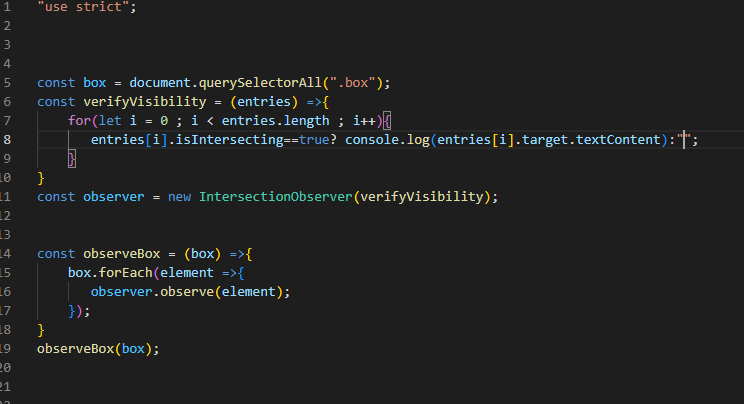 1 "use strict";
2
3
4
5 const box = document.querySelectorAll(".box");
6 const verifyVisibility = (entries) =>{
7 for(let i = 0 ; i < entries.length ; i++){
8 entries[i].isIntersecting==true? console.log(entries[i].target.textContent):"";
9 }
10 }
11 const observer = new IntersectionObserver(verifyVisibility);
12
13
14 const observeBox = (box) =>{
15 box.forEach(element =>{
16 observer.observe(element);
17 });
18 }
19 observeBox(box);
20
21